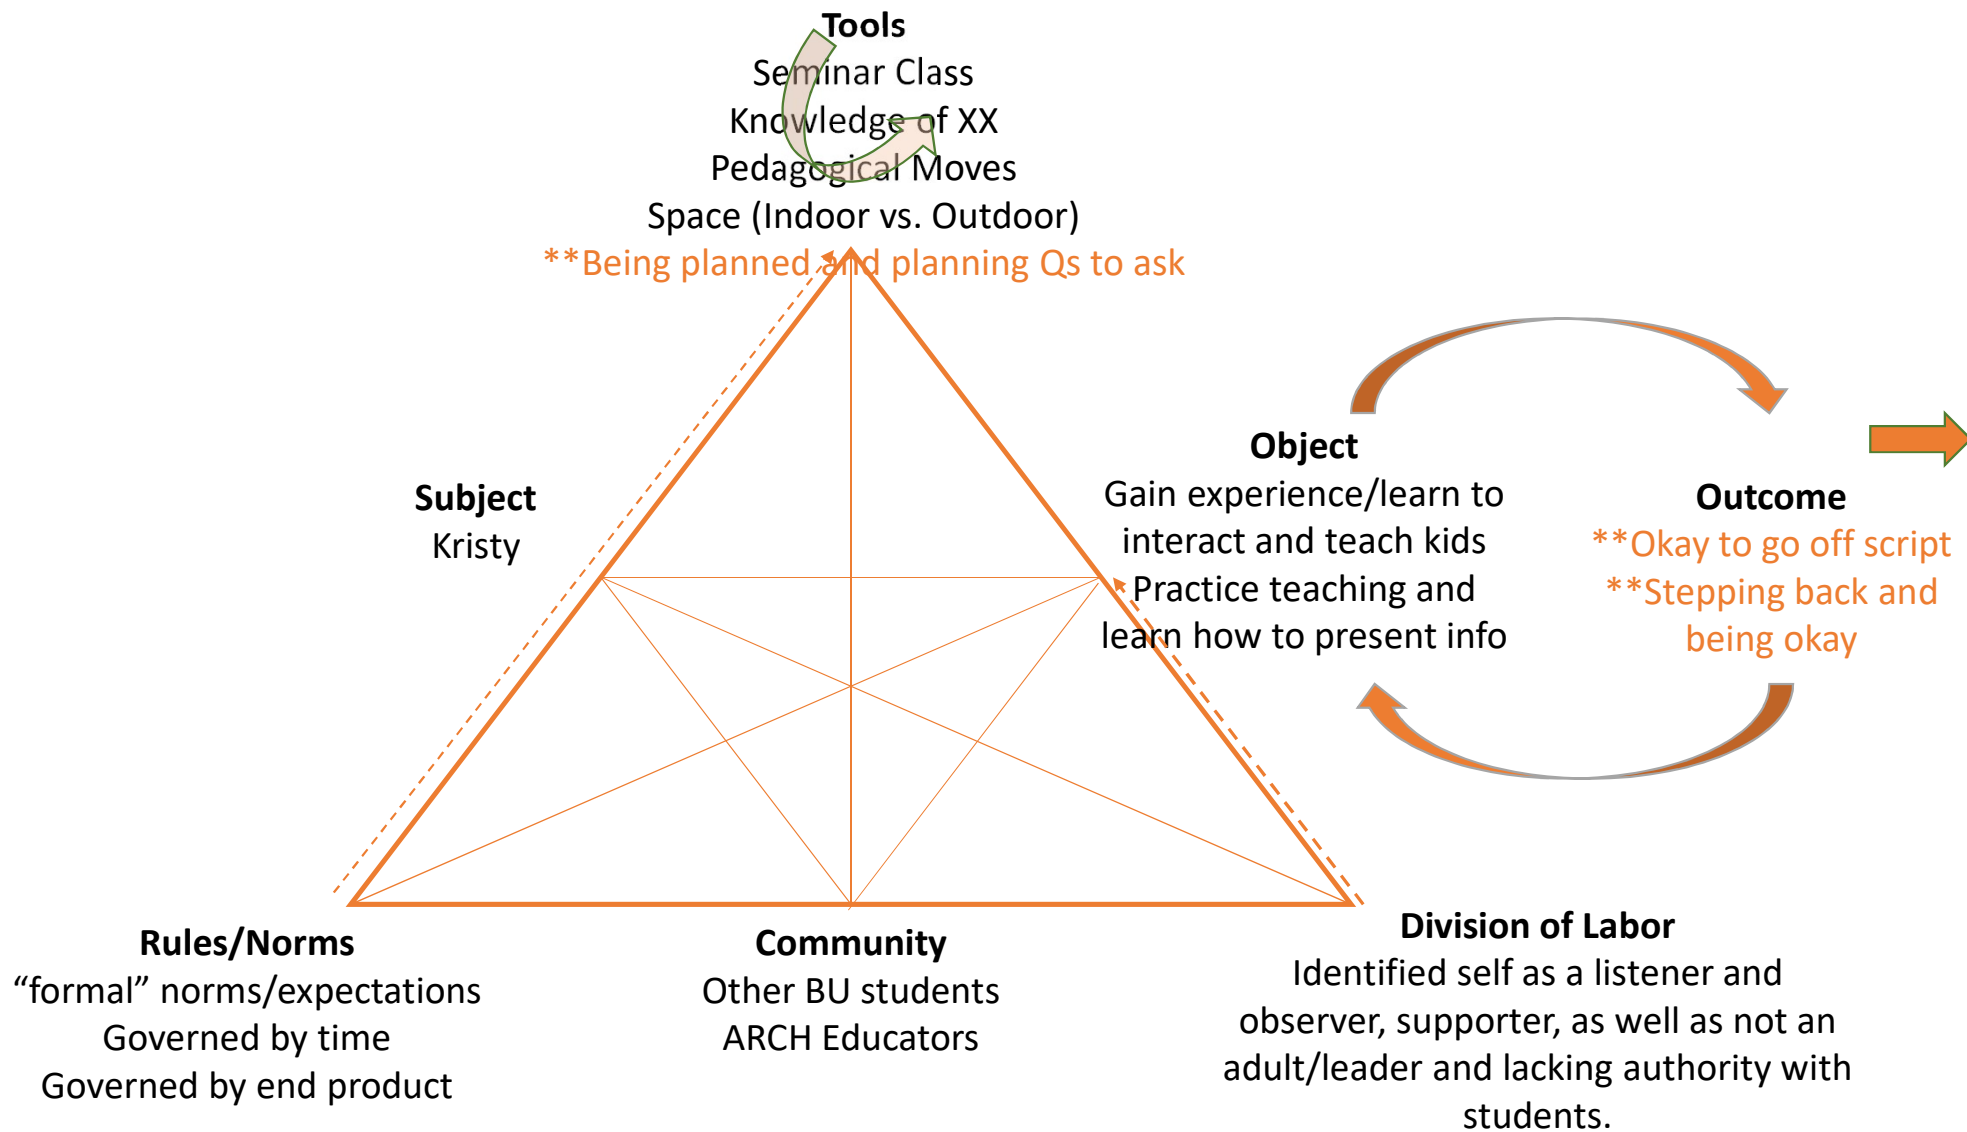 Tools
Seminar Class
Knowledge of XX
Pedagogical Moves
Space (Indoor vs. Outdoor)
**Being planned and planning Qs to ask
Subject
Kristy
Object
Gain experience/learn to
interact and teach kids
Practice teaching and
learn how to present info
Outcome
**Okay to go off script
**Stepping back and
being okay
Rules/Norms
“formal” norms/expectations
Governed by time
Governed by end product
Community
Other BU students
ARCH Educators
Division of Labor
Identified self as a listener and
observer, supporter, as well as not an
adult/leader and lacking authority with
students.